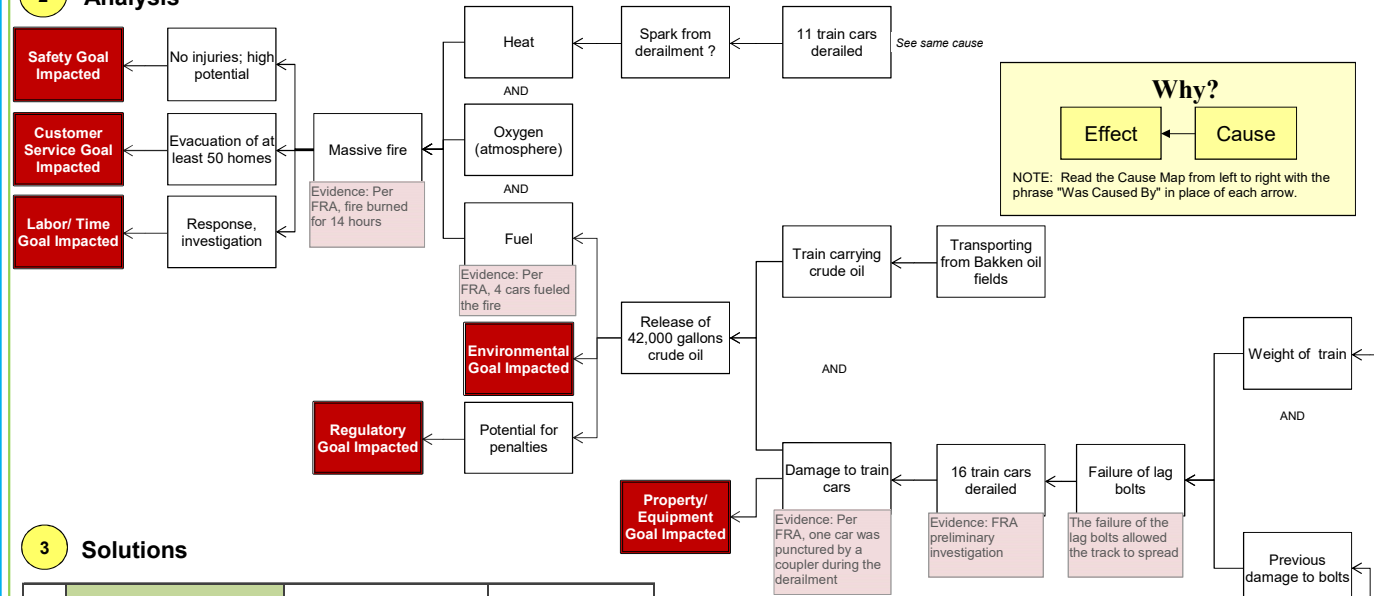 2
Analysis
Safety Goal
Impacted
No injuries; high
potential
Heat
Spark from
derailment ?
11 train cars
derailed
See same cause
AND
Why?
Effect
Cause
NOTE:  Read the Cause Map from left to right with the
phrase "Was Caused By" in place of each arrow.
Customer
Service Goal
Impacted
Evacuation of at
least 50 homes
Massive fire
Evidence: Per
FRA, fire burned
for 14 hours
Oxygen
(atmosphere)
AND
Labor/ Time
Goal Impacted
Response,
investigation
Fuel
Evidence: Per
FRA, 4 cars fueled
the fire
Train carrying
crude oil
Transporting
from Bakken oil
fields
Environmental
Goal Impacted
Release of
42,000 gallons
crude oil
AND
Weight of  train
AND
Regulatory
Goal Impacted
Potential for
penalties
Property/
Equipment
Goal Impacted
Damage to train
cars
Evidence: Per
FRA, one car was
punctured by a
coupler during the
derailment
16 train cars
derailed
Evidence: FRA
preliminary
investigation
Failure of lag
bolts
The failure of the
lag bolts allowed
the track to spread
Previous
damage to bolts
3
Solutions